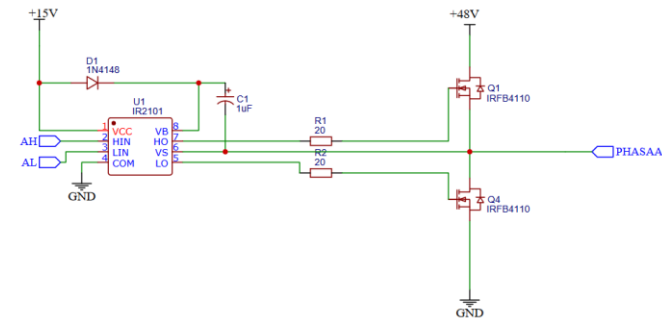 +15V
+48V
D1
1N4148
U1
IR2101
C1
1uF
Q1
IRFB4110
R1
20
1
VCC
VB
8
AH
2
HIN
HO
7
AL
3
LIN
VS
6
4
COM
LO
5
R2
20
PHASAA
GND
Q4
IRFB4110
GND